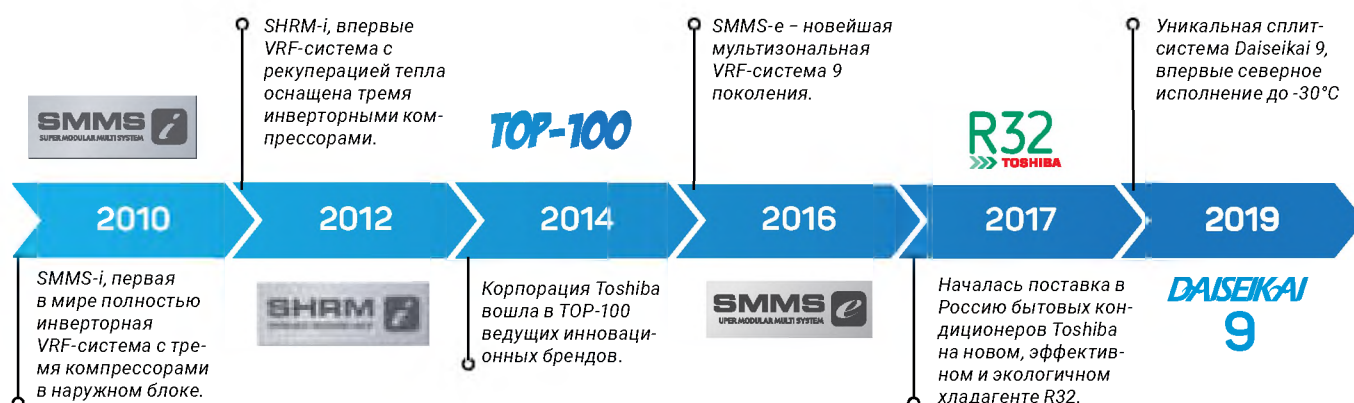 SHRM-i, впервые
VRF-система с
рекуперацией тепла
оснащена тремя
инверторными ком-
прессорами.
SMMS-e – новейшая
мультизональная
VRF-система 9
поколения.
Уникальная сплит-
система Daiseikai 9,
впервые северное
исполнение до -30°C
SMMS i
SUPER MODULAR MULTI SYSTEM
TOP-100
R32
TOSHIBA
2010
2012
2014
2016
2017
2019
SMMS-i, первая
в мире полностью
инверторная
VRF-система с тре-
мя компрессорами
в наружном блоке.
SHRM i
Корпорация Toshiba
вошла в TOP-100
ведущих инноваци-
онных брендов.
SMMS e
UPER MODULAR MULTI SYSTEM
Началась поставка в
Россию бытовых кон-
диционеров Toshiba
на новом, эффектив-
ном и экологичном
хладагенте R32.
DAISEIKAI
9